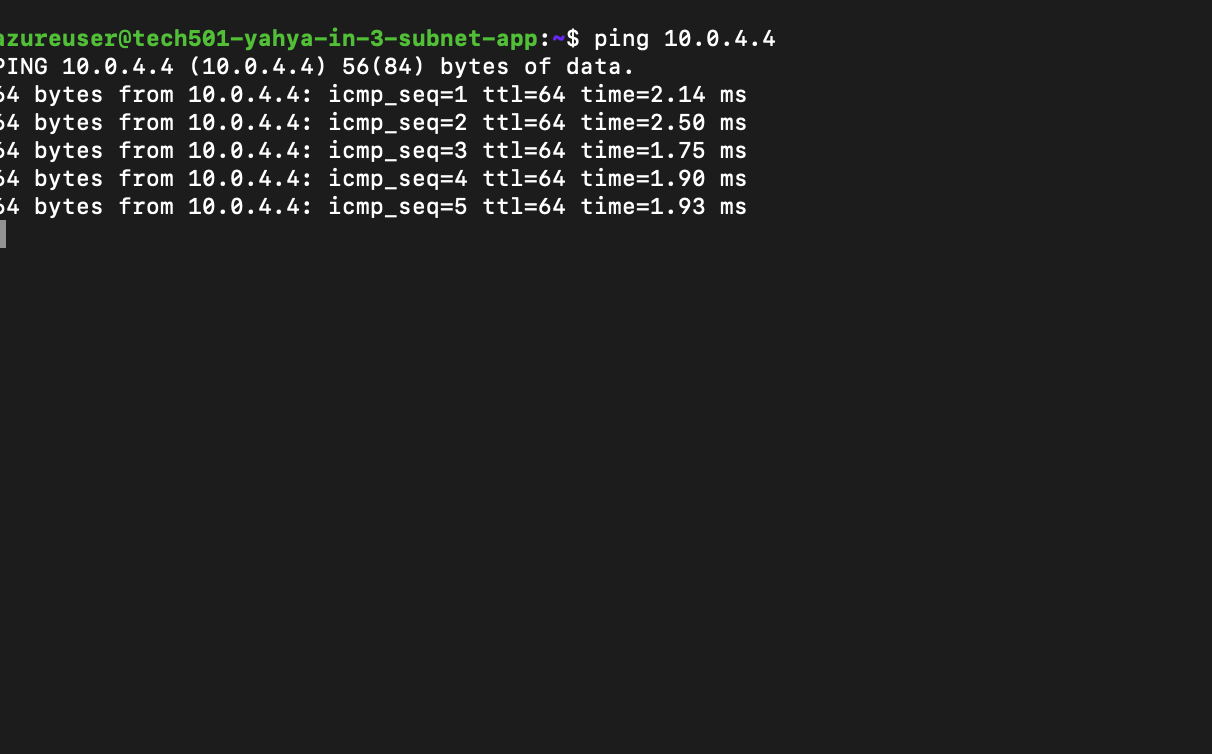 azureuser@tech501-yahya-in-3-subnet-app:~$ ping 10.0.4.4
PING 10.0.4.4 (10.0.4.4) 56(84) bytes of data.
64 bytes from 10.0.4.4: icmp_seq=1 ttl=64 time=2.14 ms
64 bytes from 10.0.4.4: icmp_seq=2 ttl=64 time=2.50 ms
64 bytes from 10.0.4.4: icmp_seq=3 ttl=64 time=1.75 ms
64 bytes from 10.0.4.4: icmp_seq=4 ttl=64 time=1.90 ms
64 bytes from 10.0.4.4: icmp_seq=5 ttl=64 time=1.93 ms